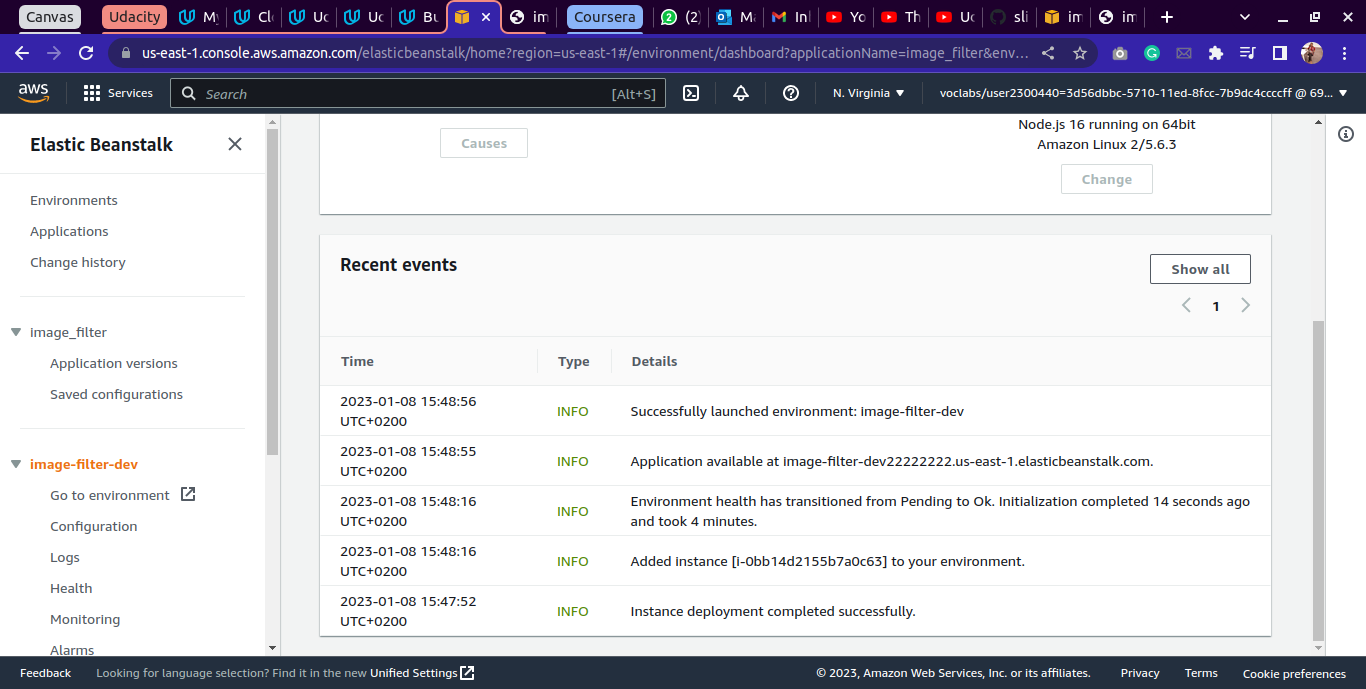 Canvas Udacity My Cl Uc Uc Bu im Coursera (2) M Inl Yo Th Uc sli im im
us-east-1.console.aws.amazon.com/elasticbeanstalk/home?region=us-east-1#/environment/dashboard?applicationName=image_filter&env...
aws Services Search [Alt+S] N. Virginia voclabs/user2300440=3d56dbbc-5710-11ed-8fcc-7b9dc4ccccff @ 69...
Elastic Beanstalk
Environments
Applications
Change history
image_filter
Application versions
Saved configurations
image-filter-dev
Go to environment
Configuration
Logs
Health
Monitoring
Alarms
Causes
Node.js 16 running on 64bit
Amazon Linux 2/5.6.3
Change
Recent events
Show all
1
Time Type Details
2023-01-08 15:48:56
UTC+0200
INFO
Successfully launched environment: image-filter-dev
2023-01-08 15:48:55
UTC+0200
INFO
Application available at image-filter-dev22222222.us-east-1.elasticbeanstalk.com.
2023-01-08 15:48:16
UTC+0200
INFO
Environment health has transitioned from Pending to Ok. Initialization completed 14 seconds ago
and took 4 minutes.
2023-01-08 15:48:16
UTC+0200
INFO
Added instance [i-0bb14d2155b7a0c63] to your environment.
2023-01-08 15:47:52
UTC+0200
INFO
Instance deployment completed successfully.
Feedback Looking for language selection? Find it in the new Unified Settings © 2023, Amazon Web Services, Inc. or its affiliates. Privacy Terms Cookie preferences